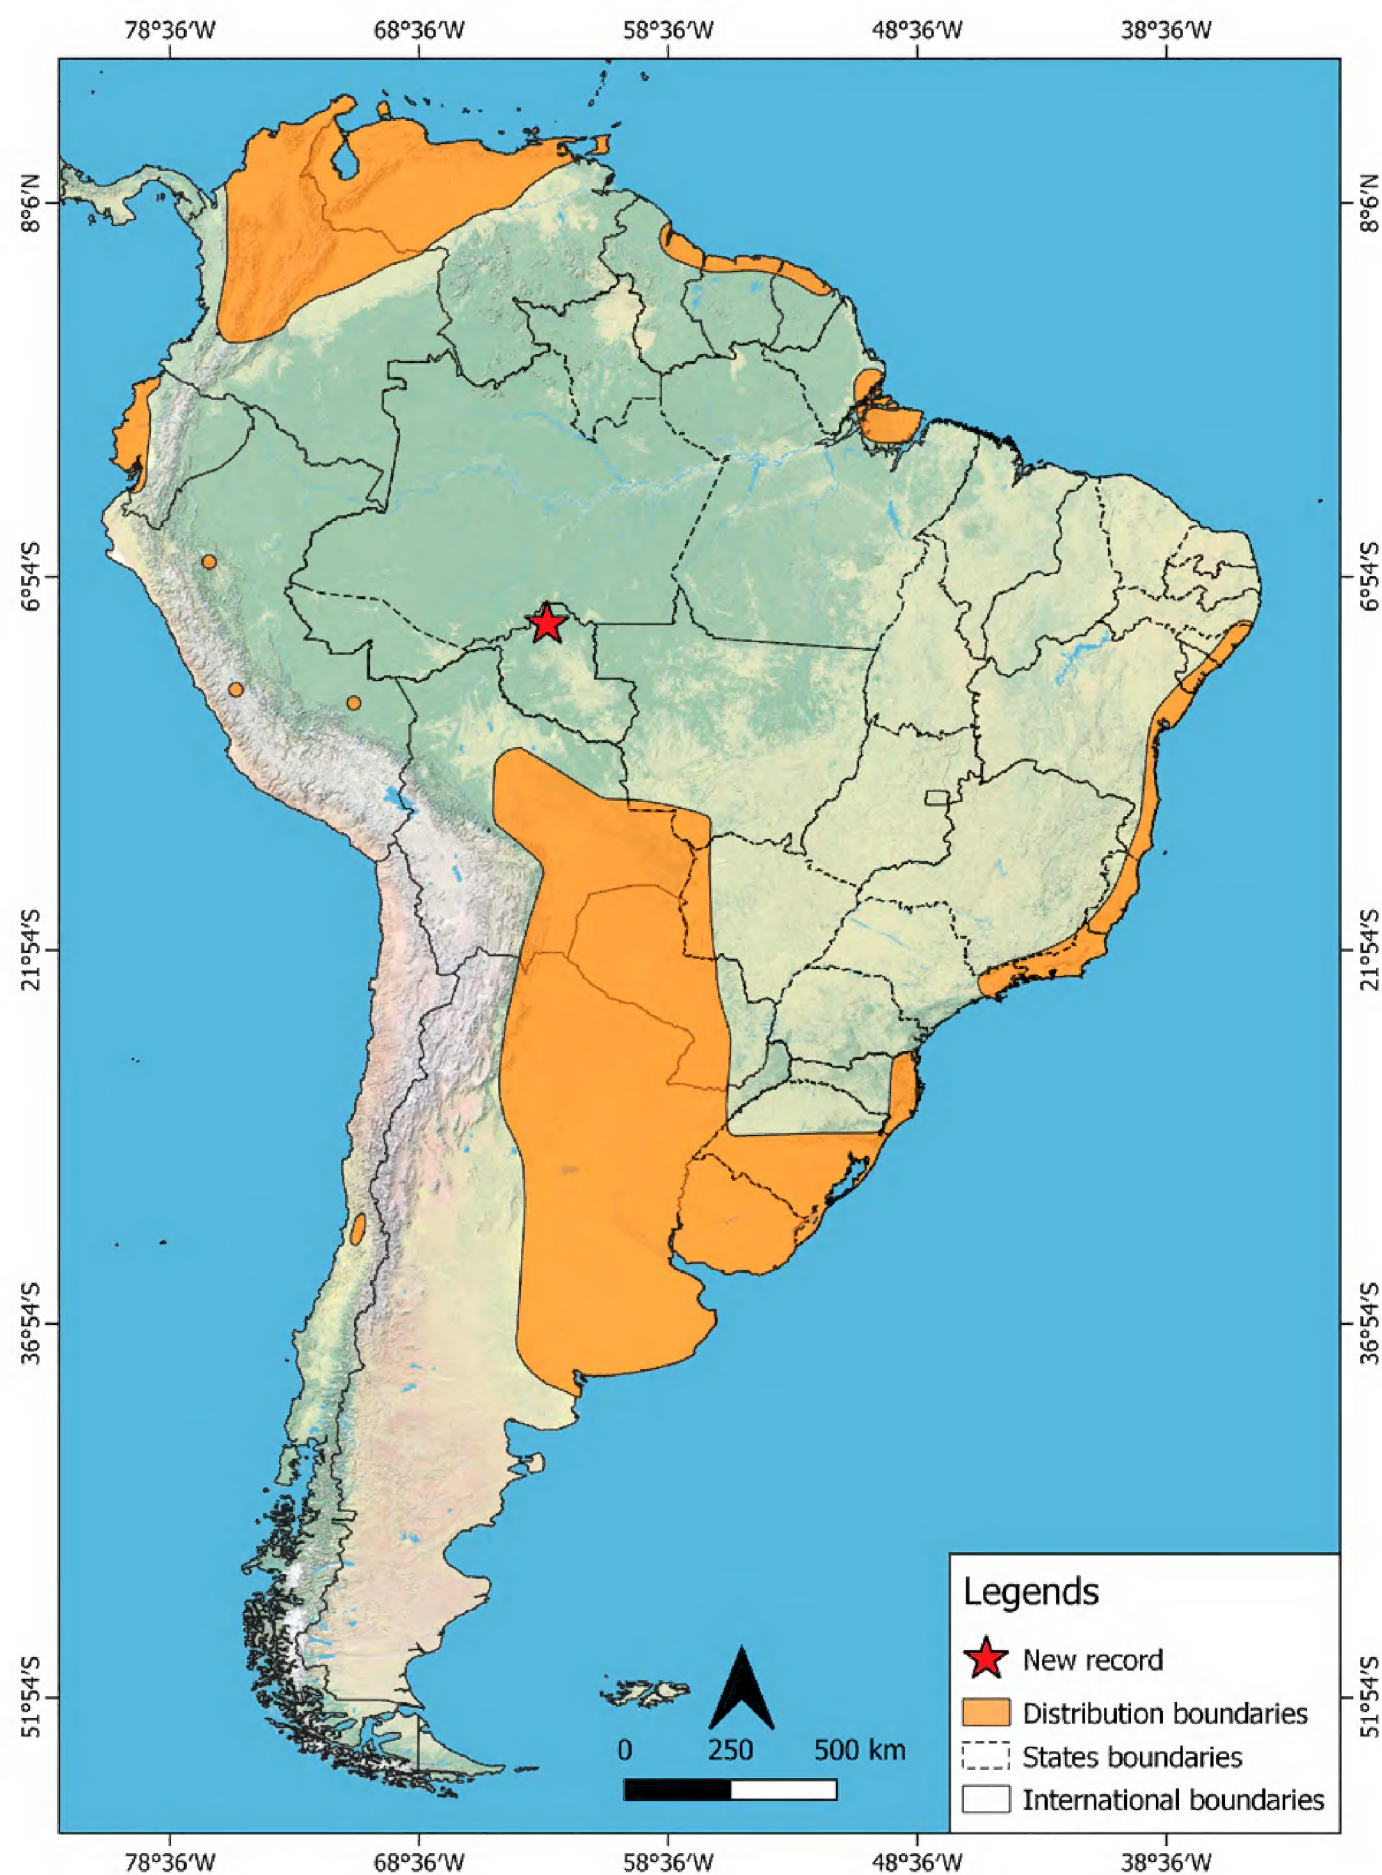 78°36′W 68°36′W 58°36′W 48°36′W 38°36′W
8°6′N 8°6′N
6°54′S 6°54′S
21°54′S 21°54′S
36°54′S 36°54′S
51°54′S 51°54′S
Legends
New record
Distribution boundaries
States boundaries
International boundaries
0 250 500 km
78°36′W 68°36′W 58°36′W 48°36′W 38°36′W